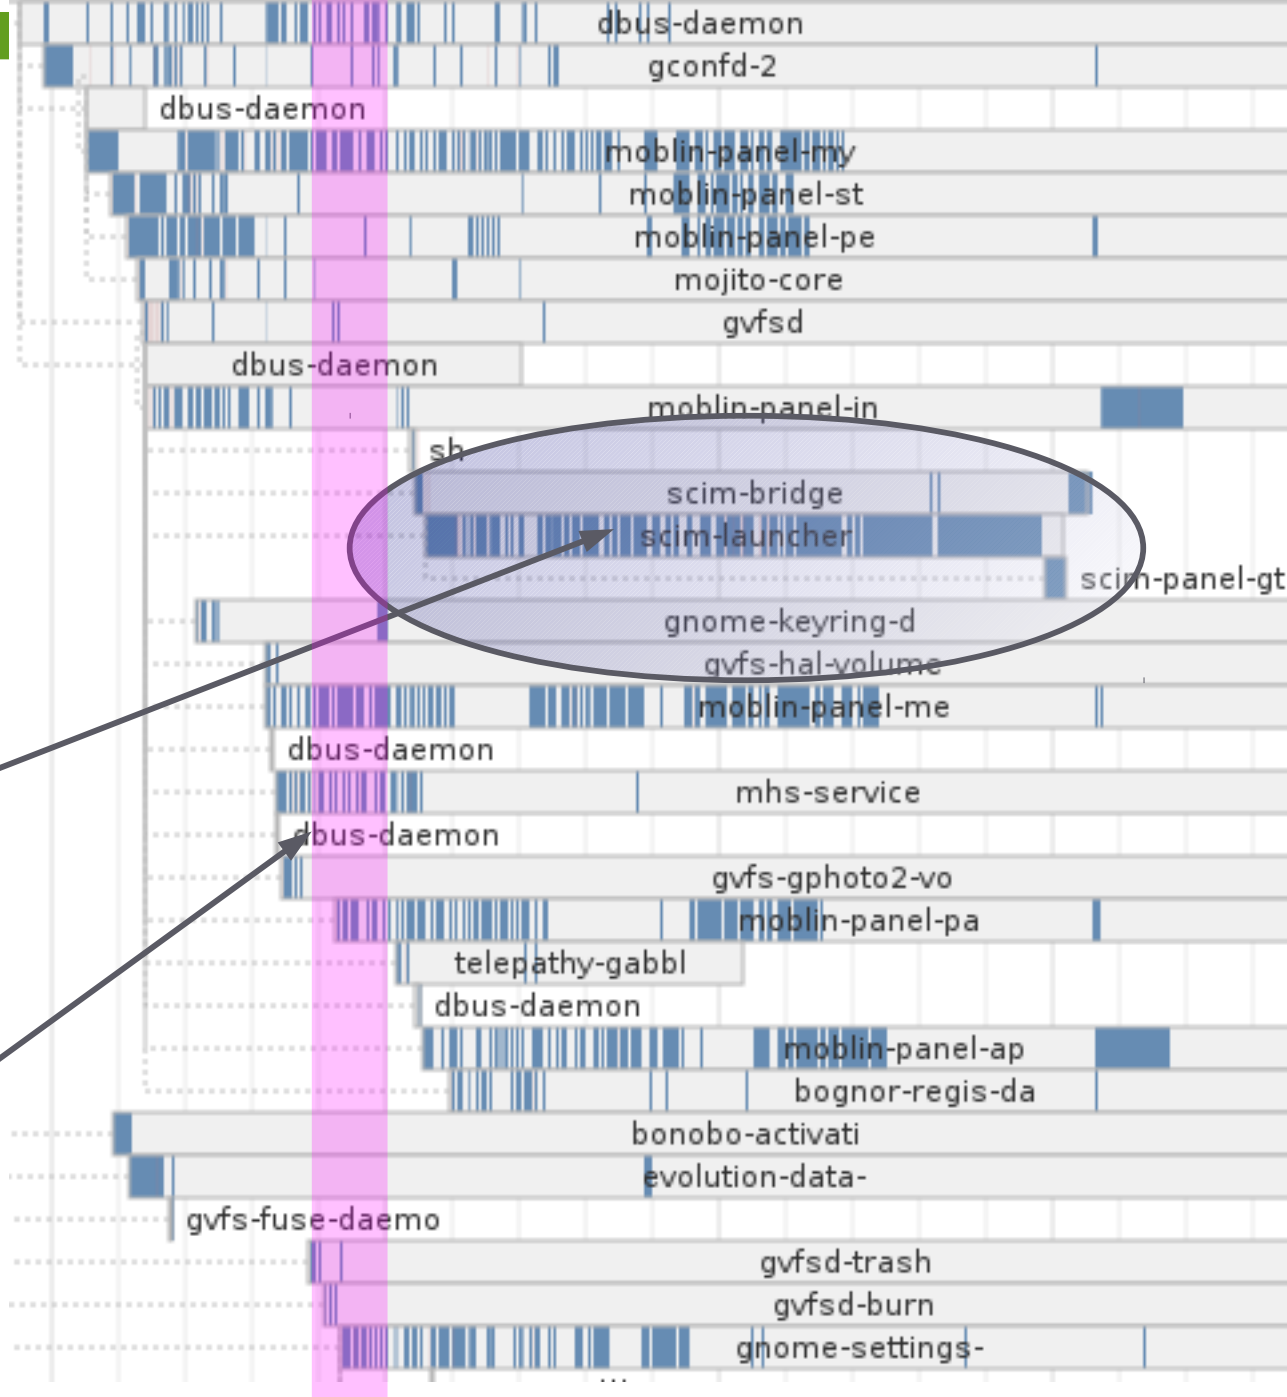 dbus-daemon
gconfd-2
dbus-daemon
moblin-panel-my
moblin-panel-st
moblin-panel-pe
mojito-core
gvfsd
dbus-daemon
moblin-panel-in
sh
scim-bridge
scim-launcher
scim-panel-gt
gnome-keyring-d
gvfs-hal-volume
moblin-panel-me
dbus-daemon
mhs-service
dbus-daemon
gvfs-gphoto2-vo
moblin-panel-pa
telepathy-gabbl
dbus-daemon
moblin-panel-ap
bognor-regis-da
bonobo-activati
evolution-data-
gvfs-fuse-daemo
gvfsd-trash
gvfsd-burn
gnome-settings-